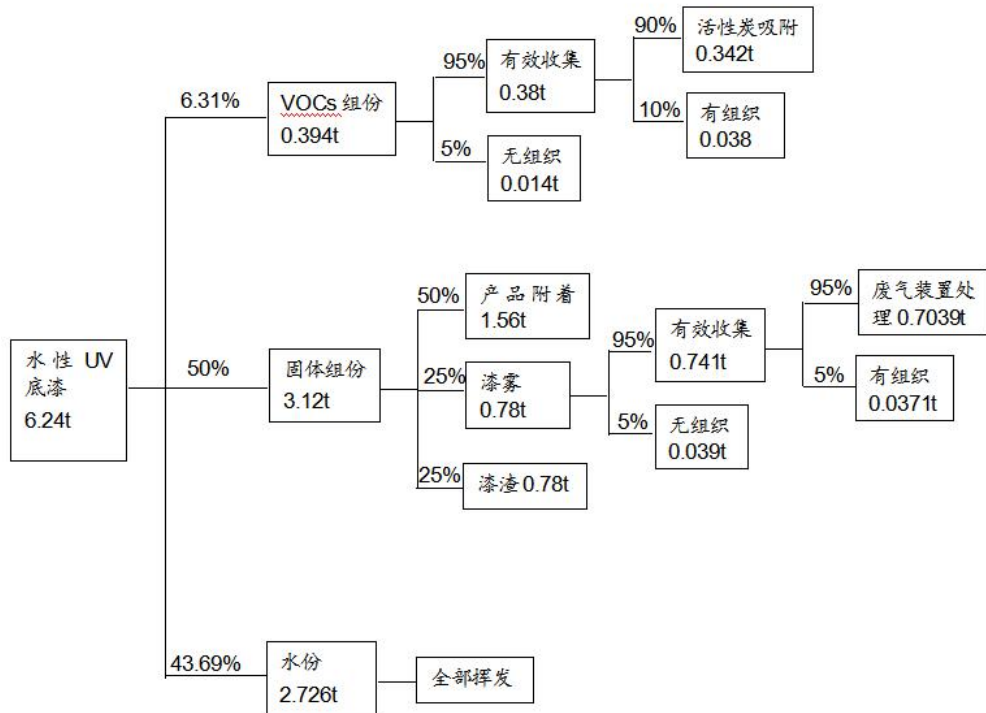 水性 UV
底漆
6.24t
6.31%
VOCs 组份
0.394t
95%
有效收集
0.38t
90%
活性炭吸附
0.342t
10%
有组织
0.038
5%
无组织
0.014t
50%
固体组份
3.12t
50%
产品附着
1.56t
25%
漆雾
0.78t
95%
有效收集
0.741t
95%
废气装置处
理 0.7039t
5%
有组织
0.0371t
5%
无组织
0.039t
25%
漆渣 0.78t
43.69%
水份
2.726t
全部挥发